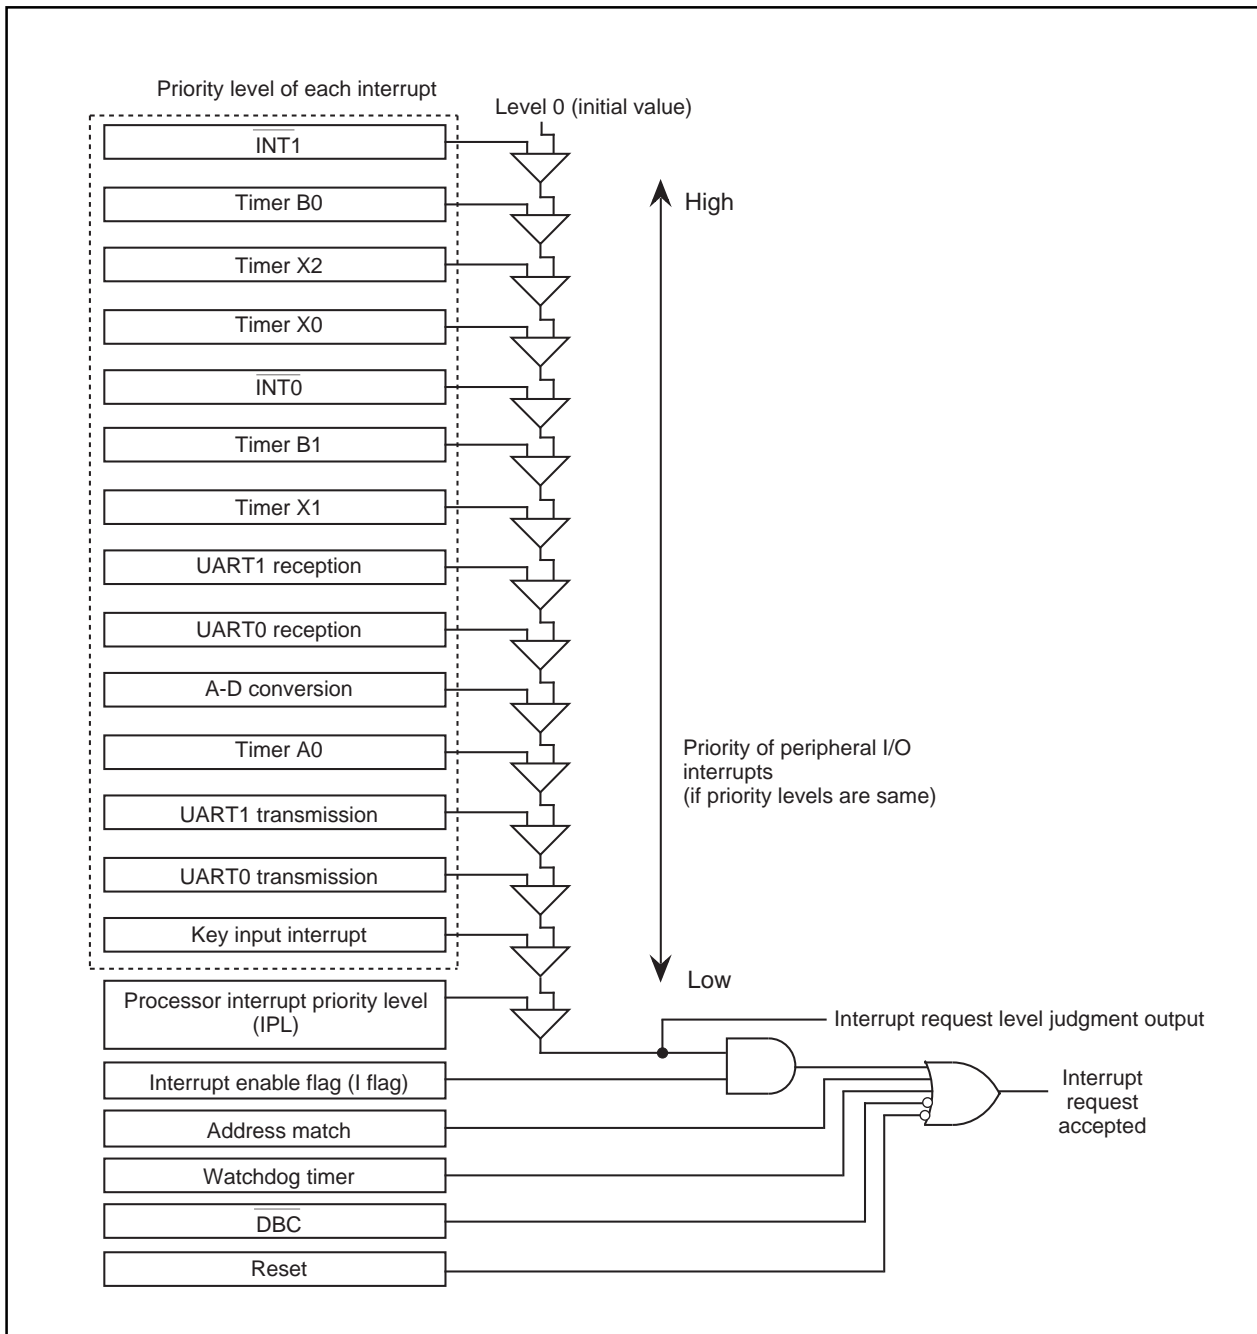 Priority level of each interrupt
Level 0 (initial value)
INT1
Timer B0
High
Timer X2
Timer X0
INT0
Timer B1
Timer X1
UART1 reception
UART0 reception
A-D conversion
Timer A0
Priority of peripheral I/O
interrupts
(if priority levels are same)
UART1 transmission
UART0 transmission
Key input interrupt
Low
Processor interrupt priority level
(IPL)
Interrupt request level judgment output
Interrupt enable flag (I flag)
Interrupt
request
accepted
Address match
Watchdog timer
DBC
Reset